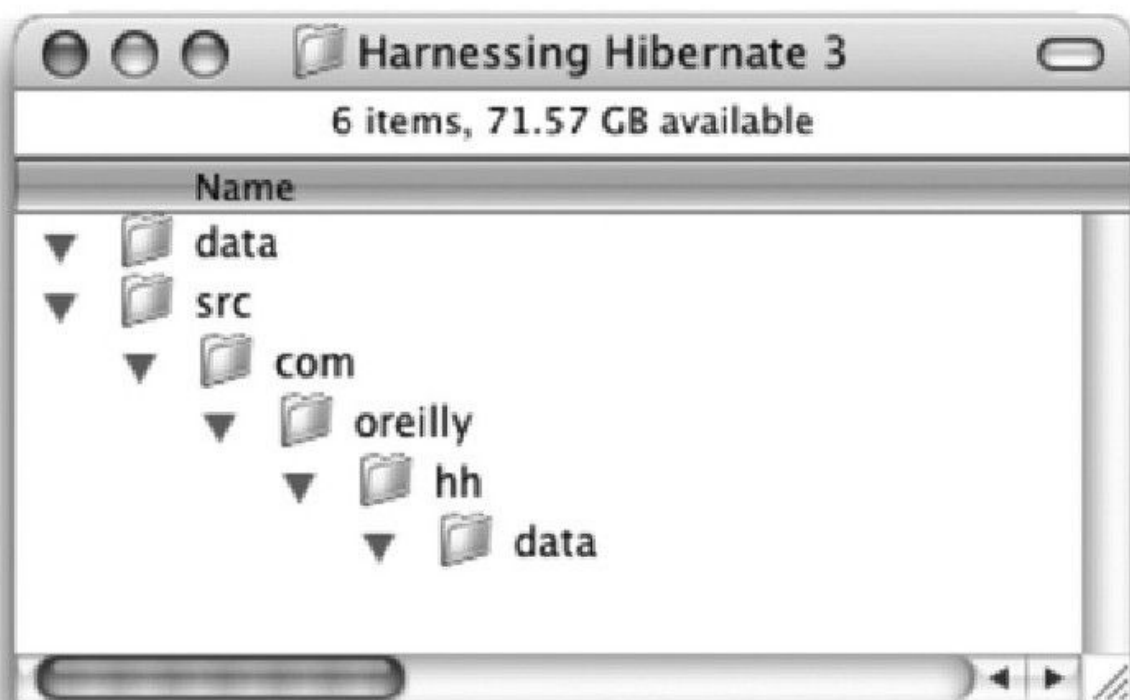 Harnessing Hibernate 3
6 items, 71.57 GB available
Name
data
src
com
oreilly
hh
data